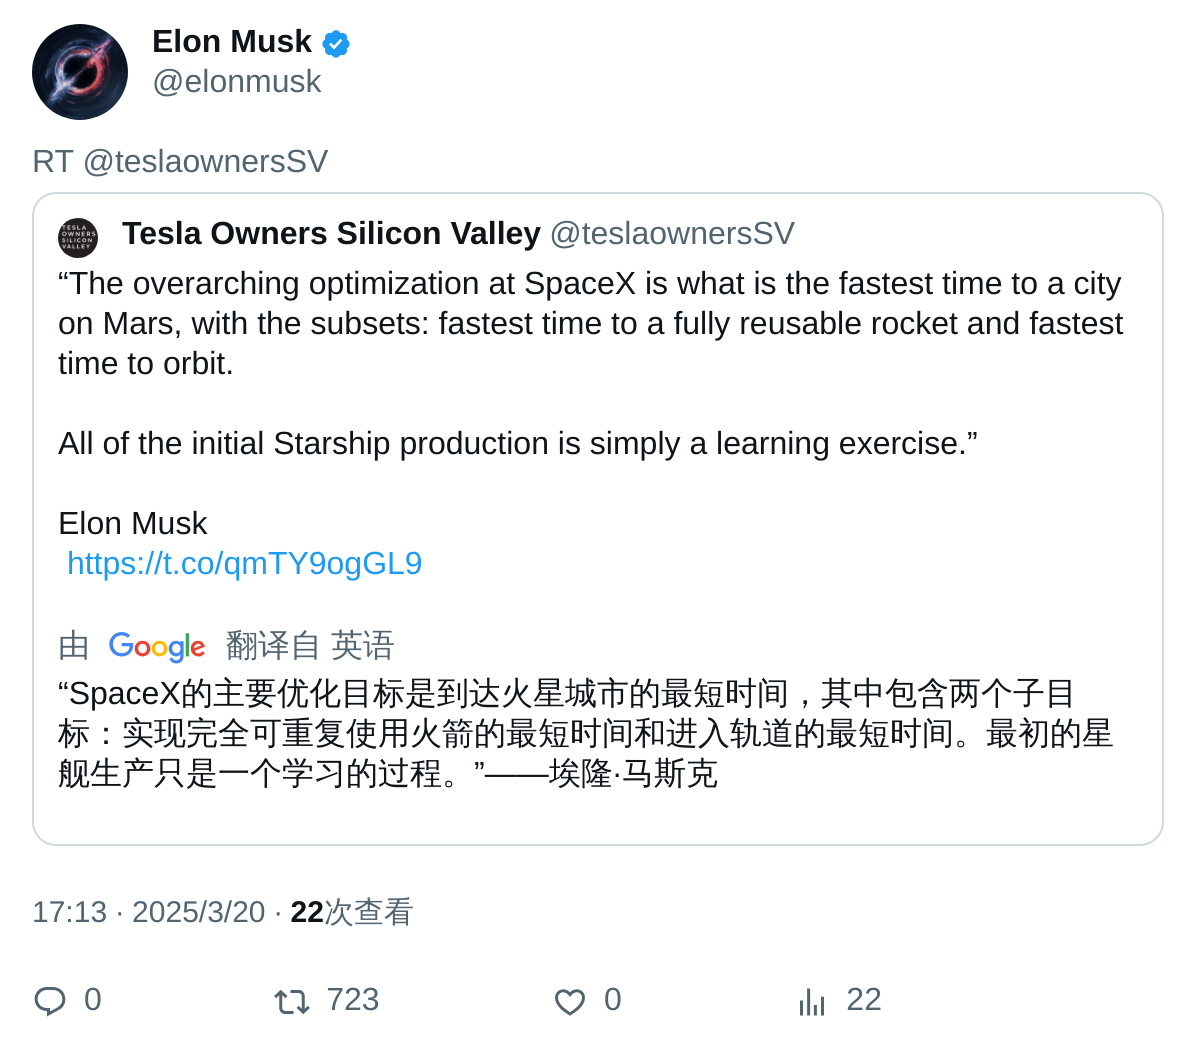 Elon Musk
@elonmusk
RT @teslaownersSV
TESLA
OWNERS
SILICON
VALLEY
Tesla Owners Silicon Valley @teslaownersSV
“The overarching optimization at SpaceX is what is the fastest time to a city
on Mars, with the subsets: fastest time to a fully reusable rocket and fastest
time to orbit.
All of the initial Starship production is simply a learning exercise.”
Elon Musk
https://t.co/qmTY9ogGL9
由 Google 翻译自 英语
“SpaceX的主要优化目标是到达火星城市的最短时间，其中包含两个子目
标：实现完全可重复使用火箭的最短时间和进入轨道的最短时间。最初的星
舰生产只是一个学习的过程。”——埃隆·马斯克
17:13 · 2025/3/20 · 22次查看
0 723 0 22